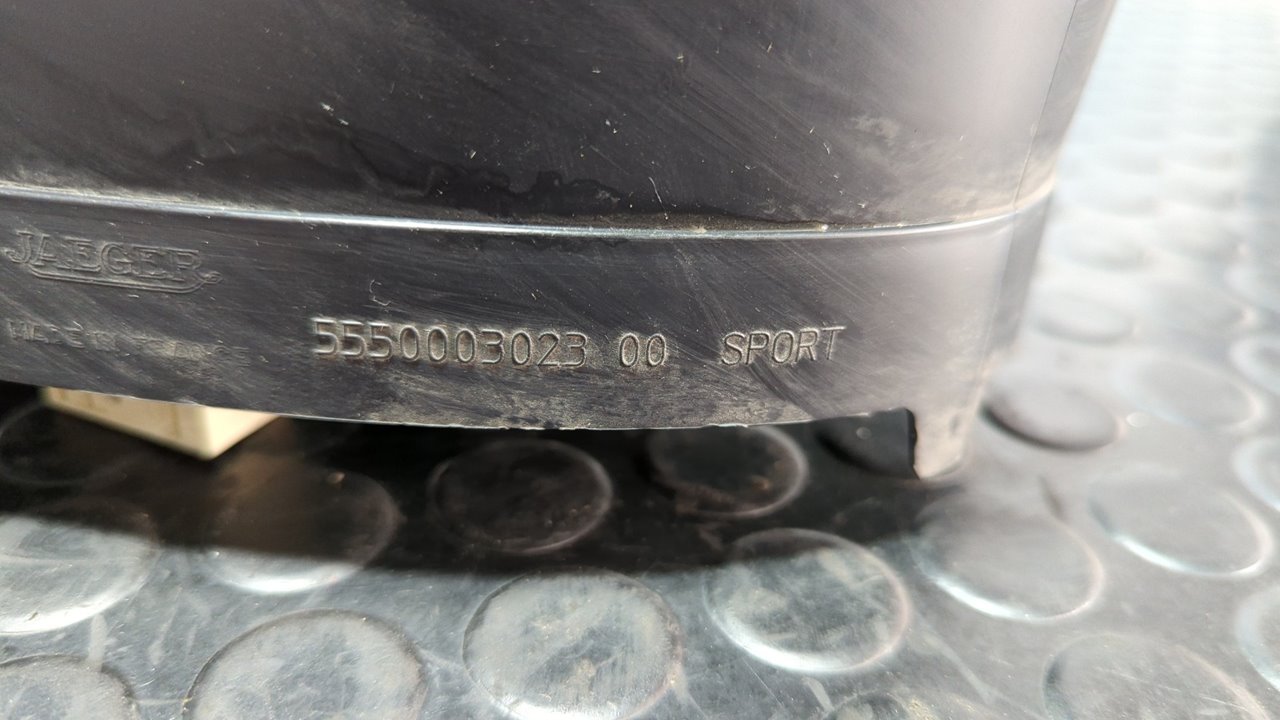 JAEGER
MADE IN FRANCE
5550003023 00 SPORT